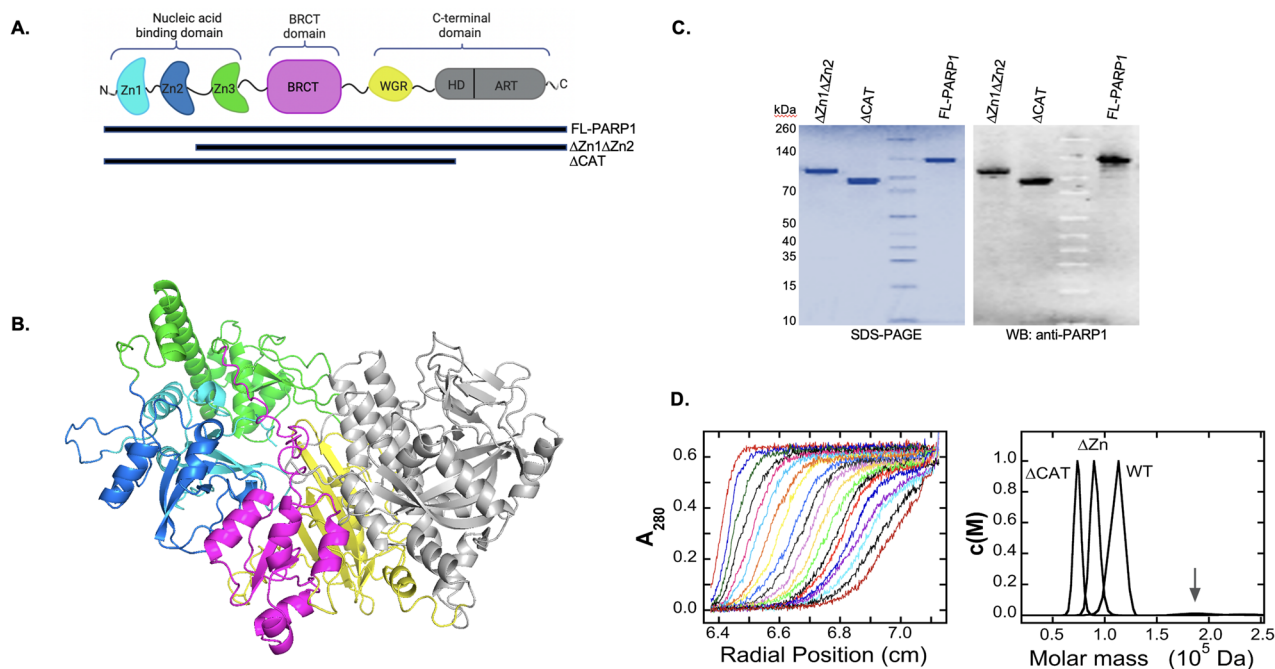 A.
Nucleic acid
binding domain
BRCT
domain
C-terminal
domain
N
Zn1
Zn2
Zn3
BRCT
WGR
HD
ART
C
FL-PARP1
ΔZn1ΔZn2
ΔCAT
B.
C.
kDa
ΔZn1ΔZn2
ΔCAT
FL-PARP1
ΔZn1ΔZn2
ΔCAT
FL-PARP1
260
140
70
50
40
35
15
10
SDS-PAGE
WB: anti-PARP1
D.
A280
0.6
0.4
0.2
0.0
6.4
6.6
6.8
7.0
Radial Position (cm)
c(M)
1.0
0.8
0.6
0.4
0.2
0.0
ΔCAT
ΔZn
WT
0.5
1.0
1.5
2.0
2.5
Molar mass (10⁵ Da)